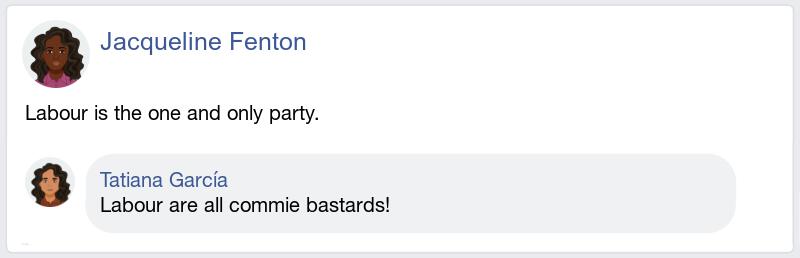 Jacqueline Fenton
Labour is the one and only party.
Tatiana García
Labour are all commie bastards!